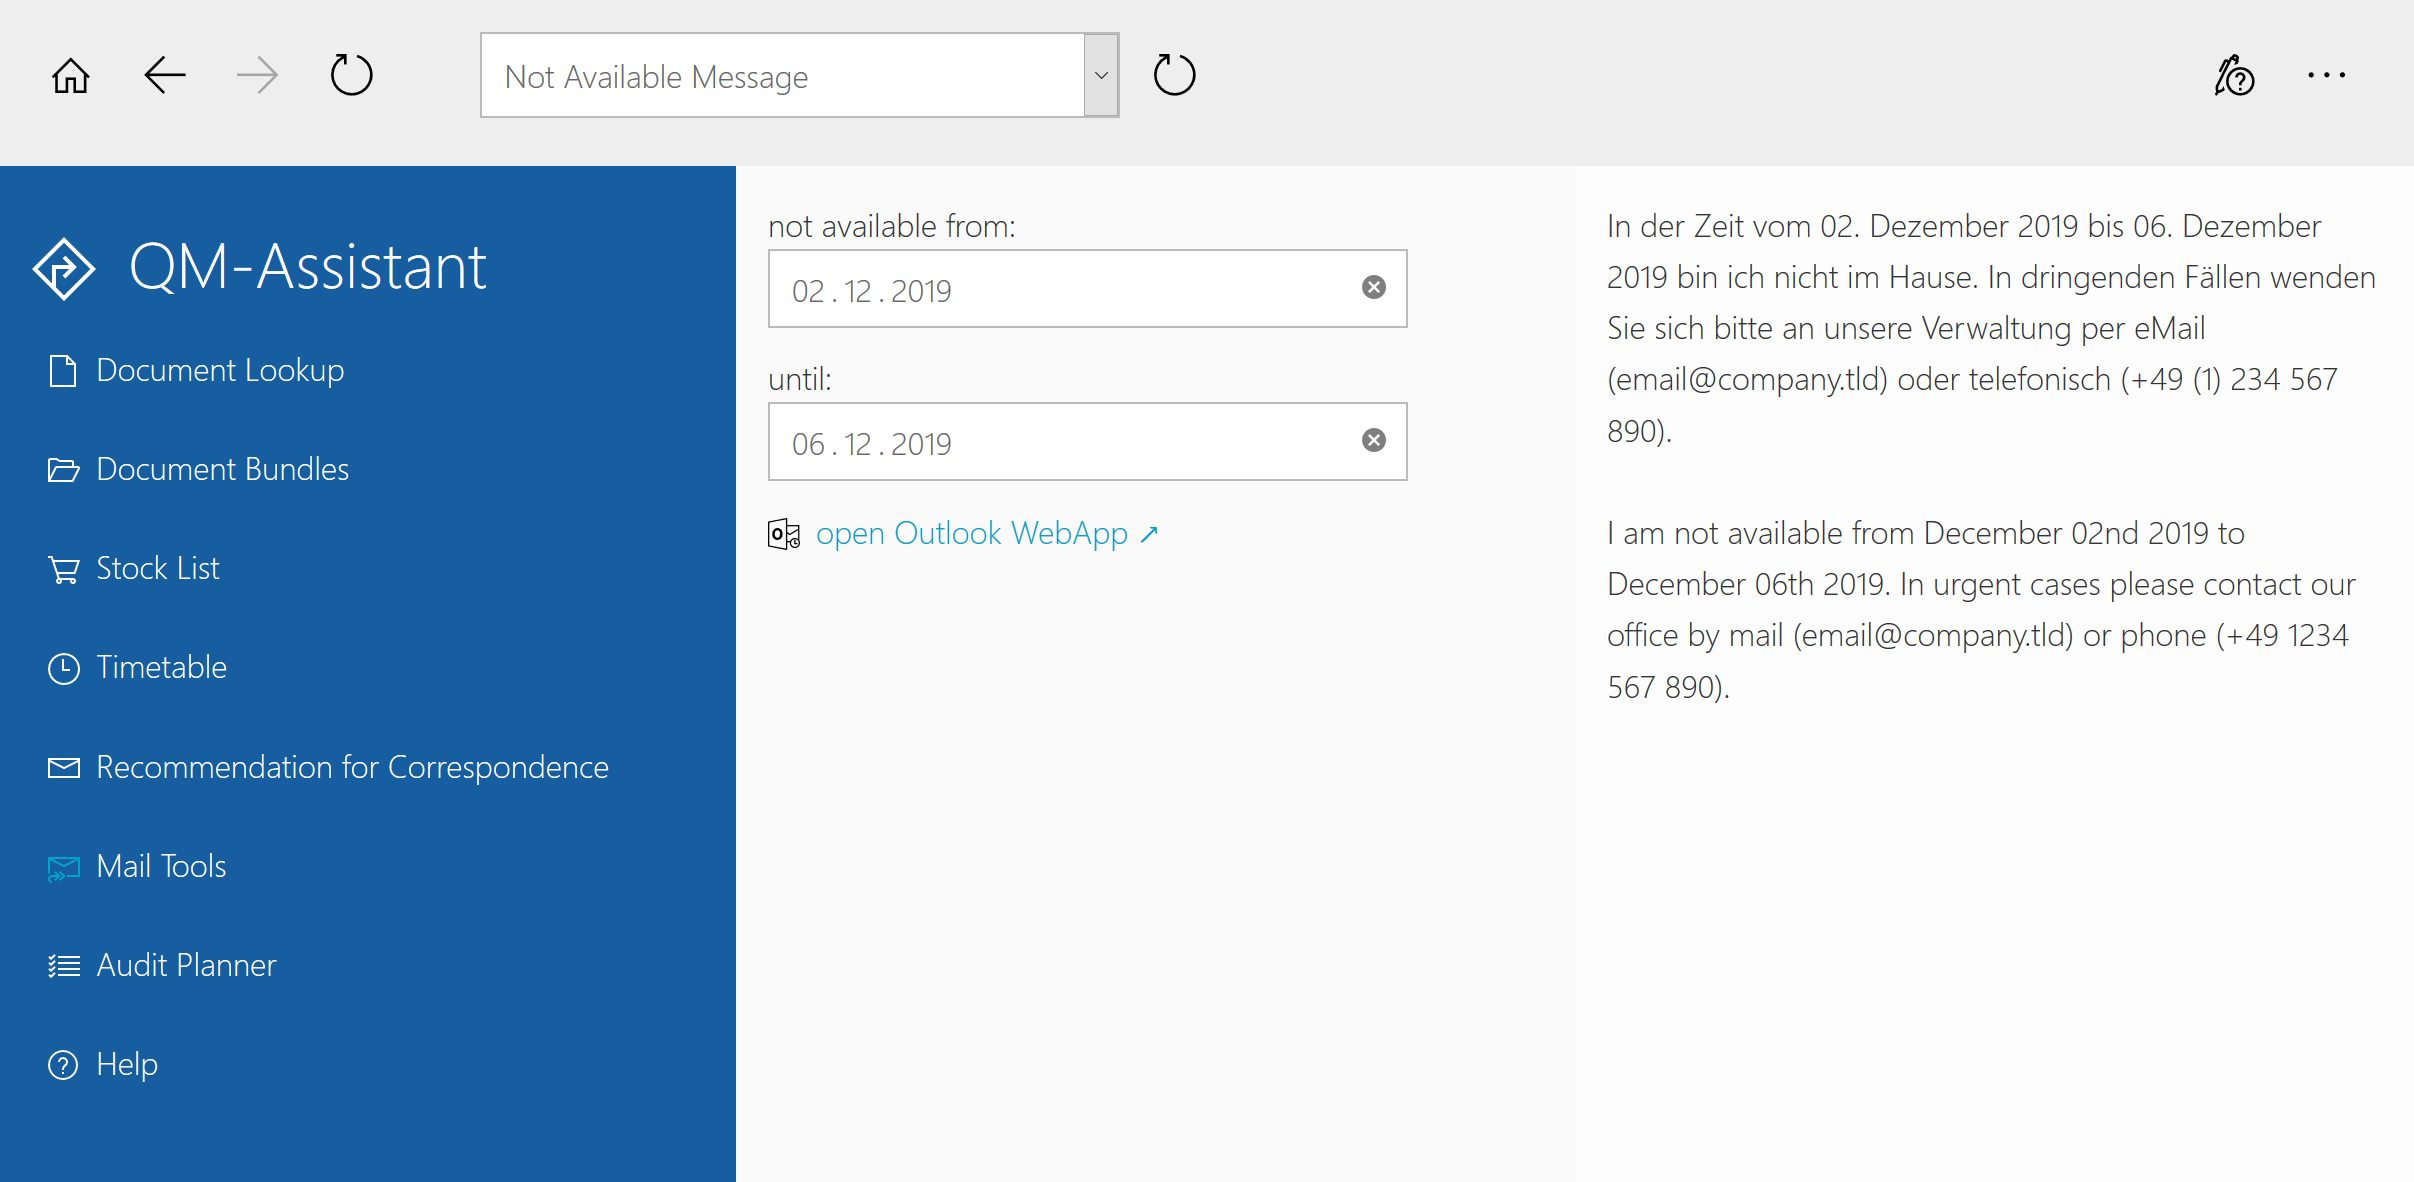 Not Available Message
QM-Assistant
Document Lookup
Document Bundles
Stock List
Timetable
Recommendation for Correspondence
Mail Tools
Audit Planner
Help
not available from:
02 . 12 . 2019
until:
06 . 12 . 2019
open Outlook WebApp ↗
In der Zeit vom 02. Dezember 2019 bis 06. Dezember
2019 bin ich nicht im Hause. In dringenden Fällen wenden
Sie sich bitte an unsere Verwaltung per eMail
(email@company.tld) oder telefonisch (+49 (1) 234 567
890).
I am not available from December 02nd 2019 to
December 06th 2019. In urgent cases please contact our
office by mail (email@company.tld) or phone (+49 1234
567 890).